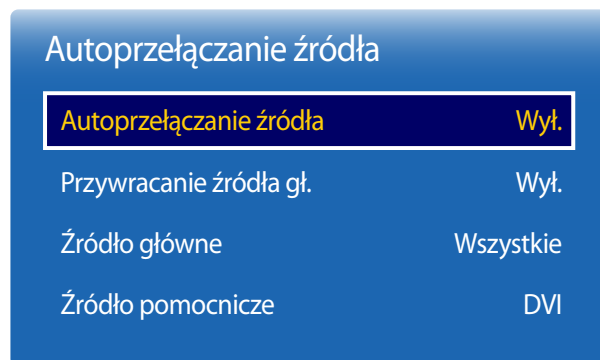 Autoprzełączanie źródła
Autoprzełączanie źródła Wył.
Przywracanie źródła gł. Wył.
Źródło główne Wszystkie
Źródło pomocnicze DVI